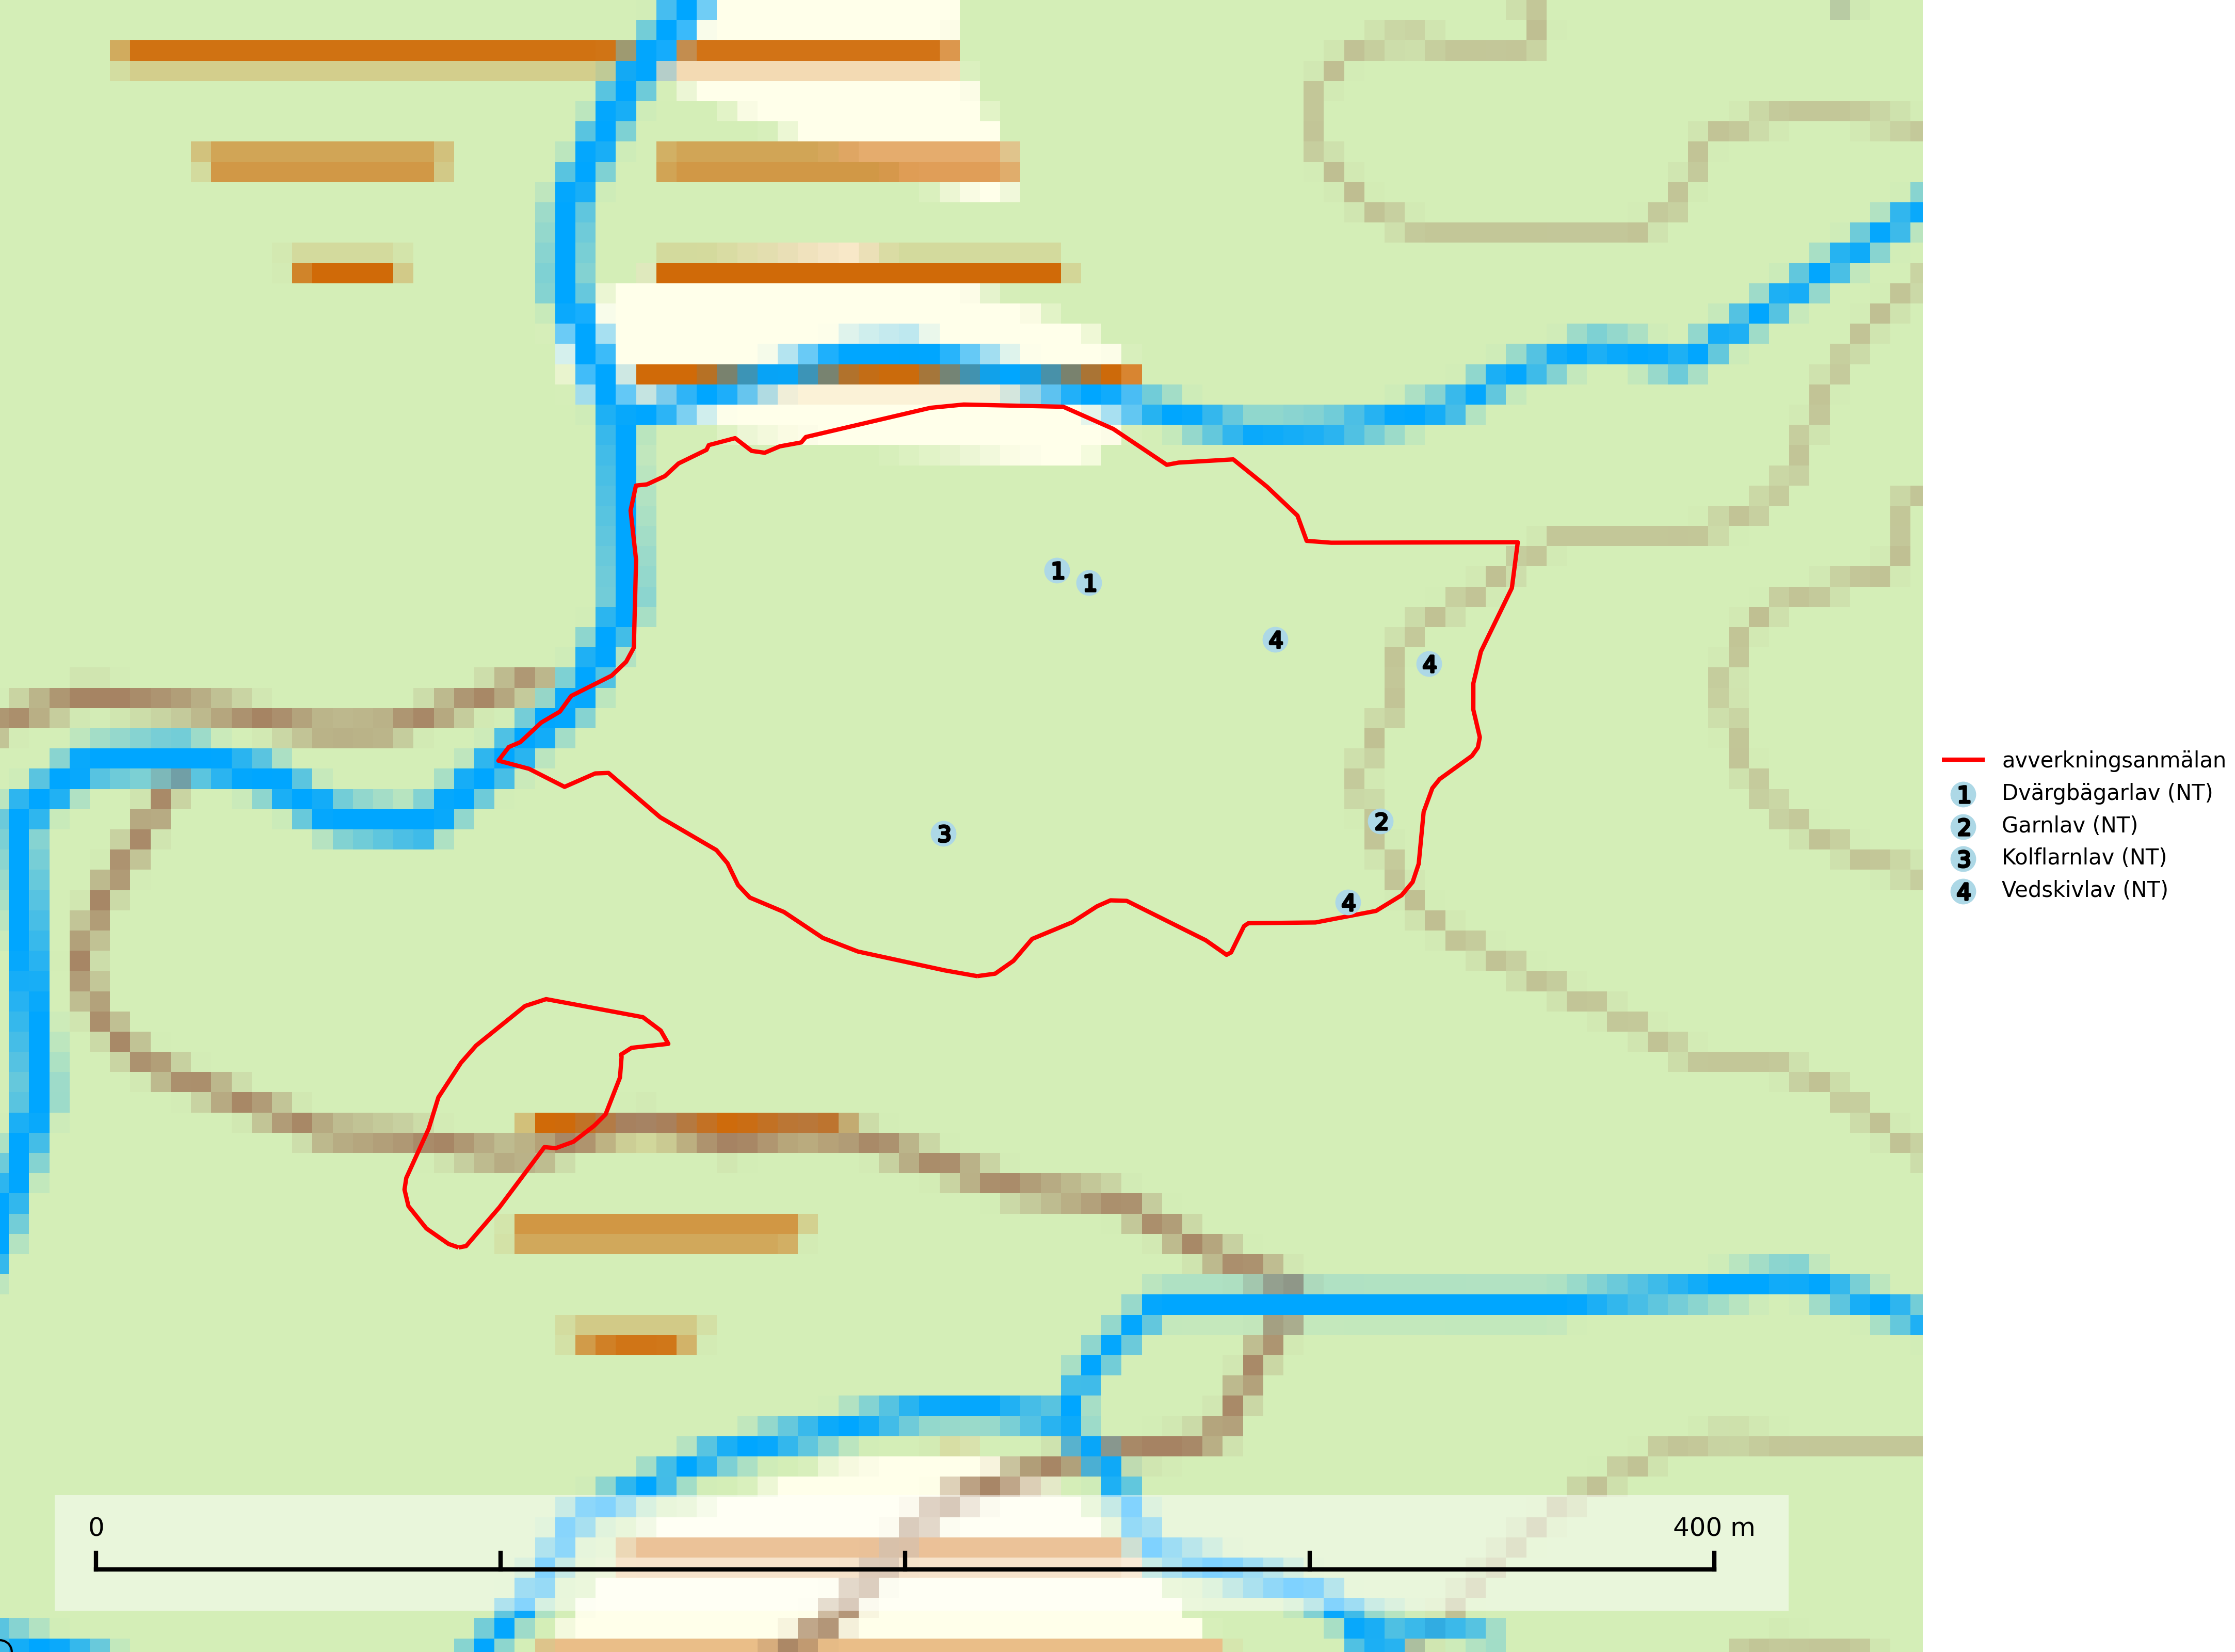 1
1
4
4
2
3
4
avverkningsanmälan
1 Dvärgbägarlav (NT)
2 Garnlav (NT)
3 Kolflarnlav (NT)
4 Vedskivlav (NT)
0 400 m